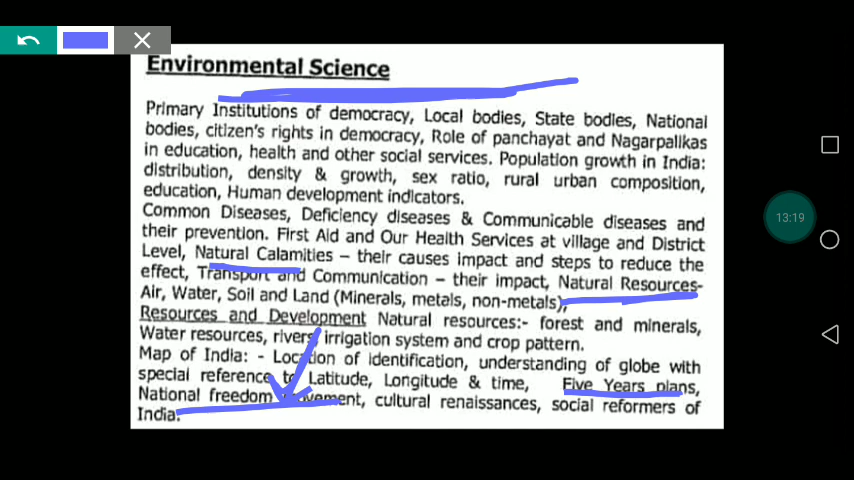 Environmental Science
Primary Institutions of democracy, Local bodies, State bodies, National
bodies, citizen's rights in democracy, Role of panchayat and Nagarpalikas
in education, health and other social services. Population growth in India:
distribution, density & growth, sex ratio, rural urban composition,
education, Human development indicators.
Common Diseases, Deficiency diseases & Communicable diseases and
their prevention. First Aid and Our Health Services at village and District
Level, Natural Calamities – their causes impact and steps to reduce the
effect, Transport and Communication – their impact, Natural Resources-
Air, Water, Soil and Land (Minerals, metals, non-metals),
Resources and Development Natural resources:- forest and minerals,
Water resources, rivers, irrigation system and crop pattern.
Map of India: - Location of identification, understanding of globe with
special reference to Latitude, Longitude & time, Five Years plans,
National freedom movement, cultural renaissances, social reformers of
India.
13:19